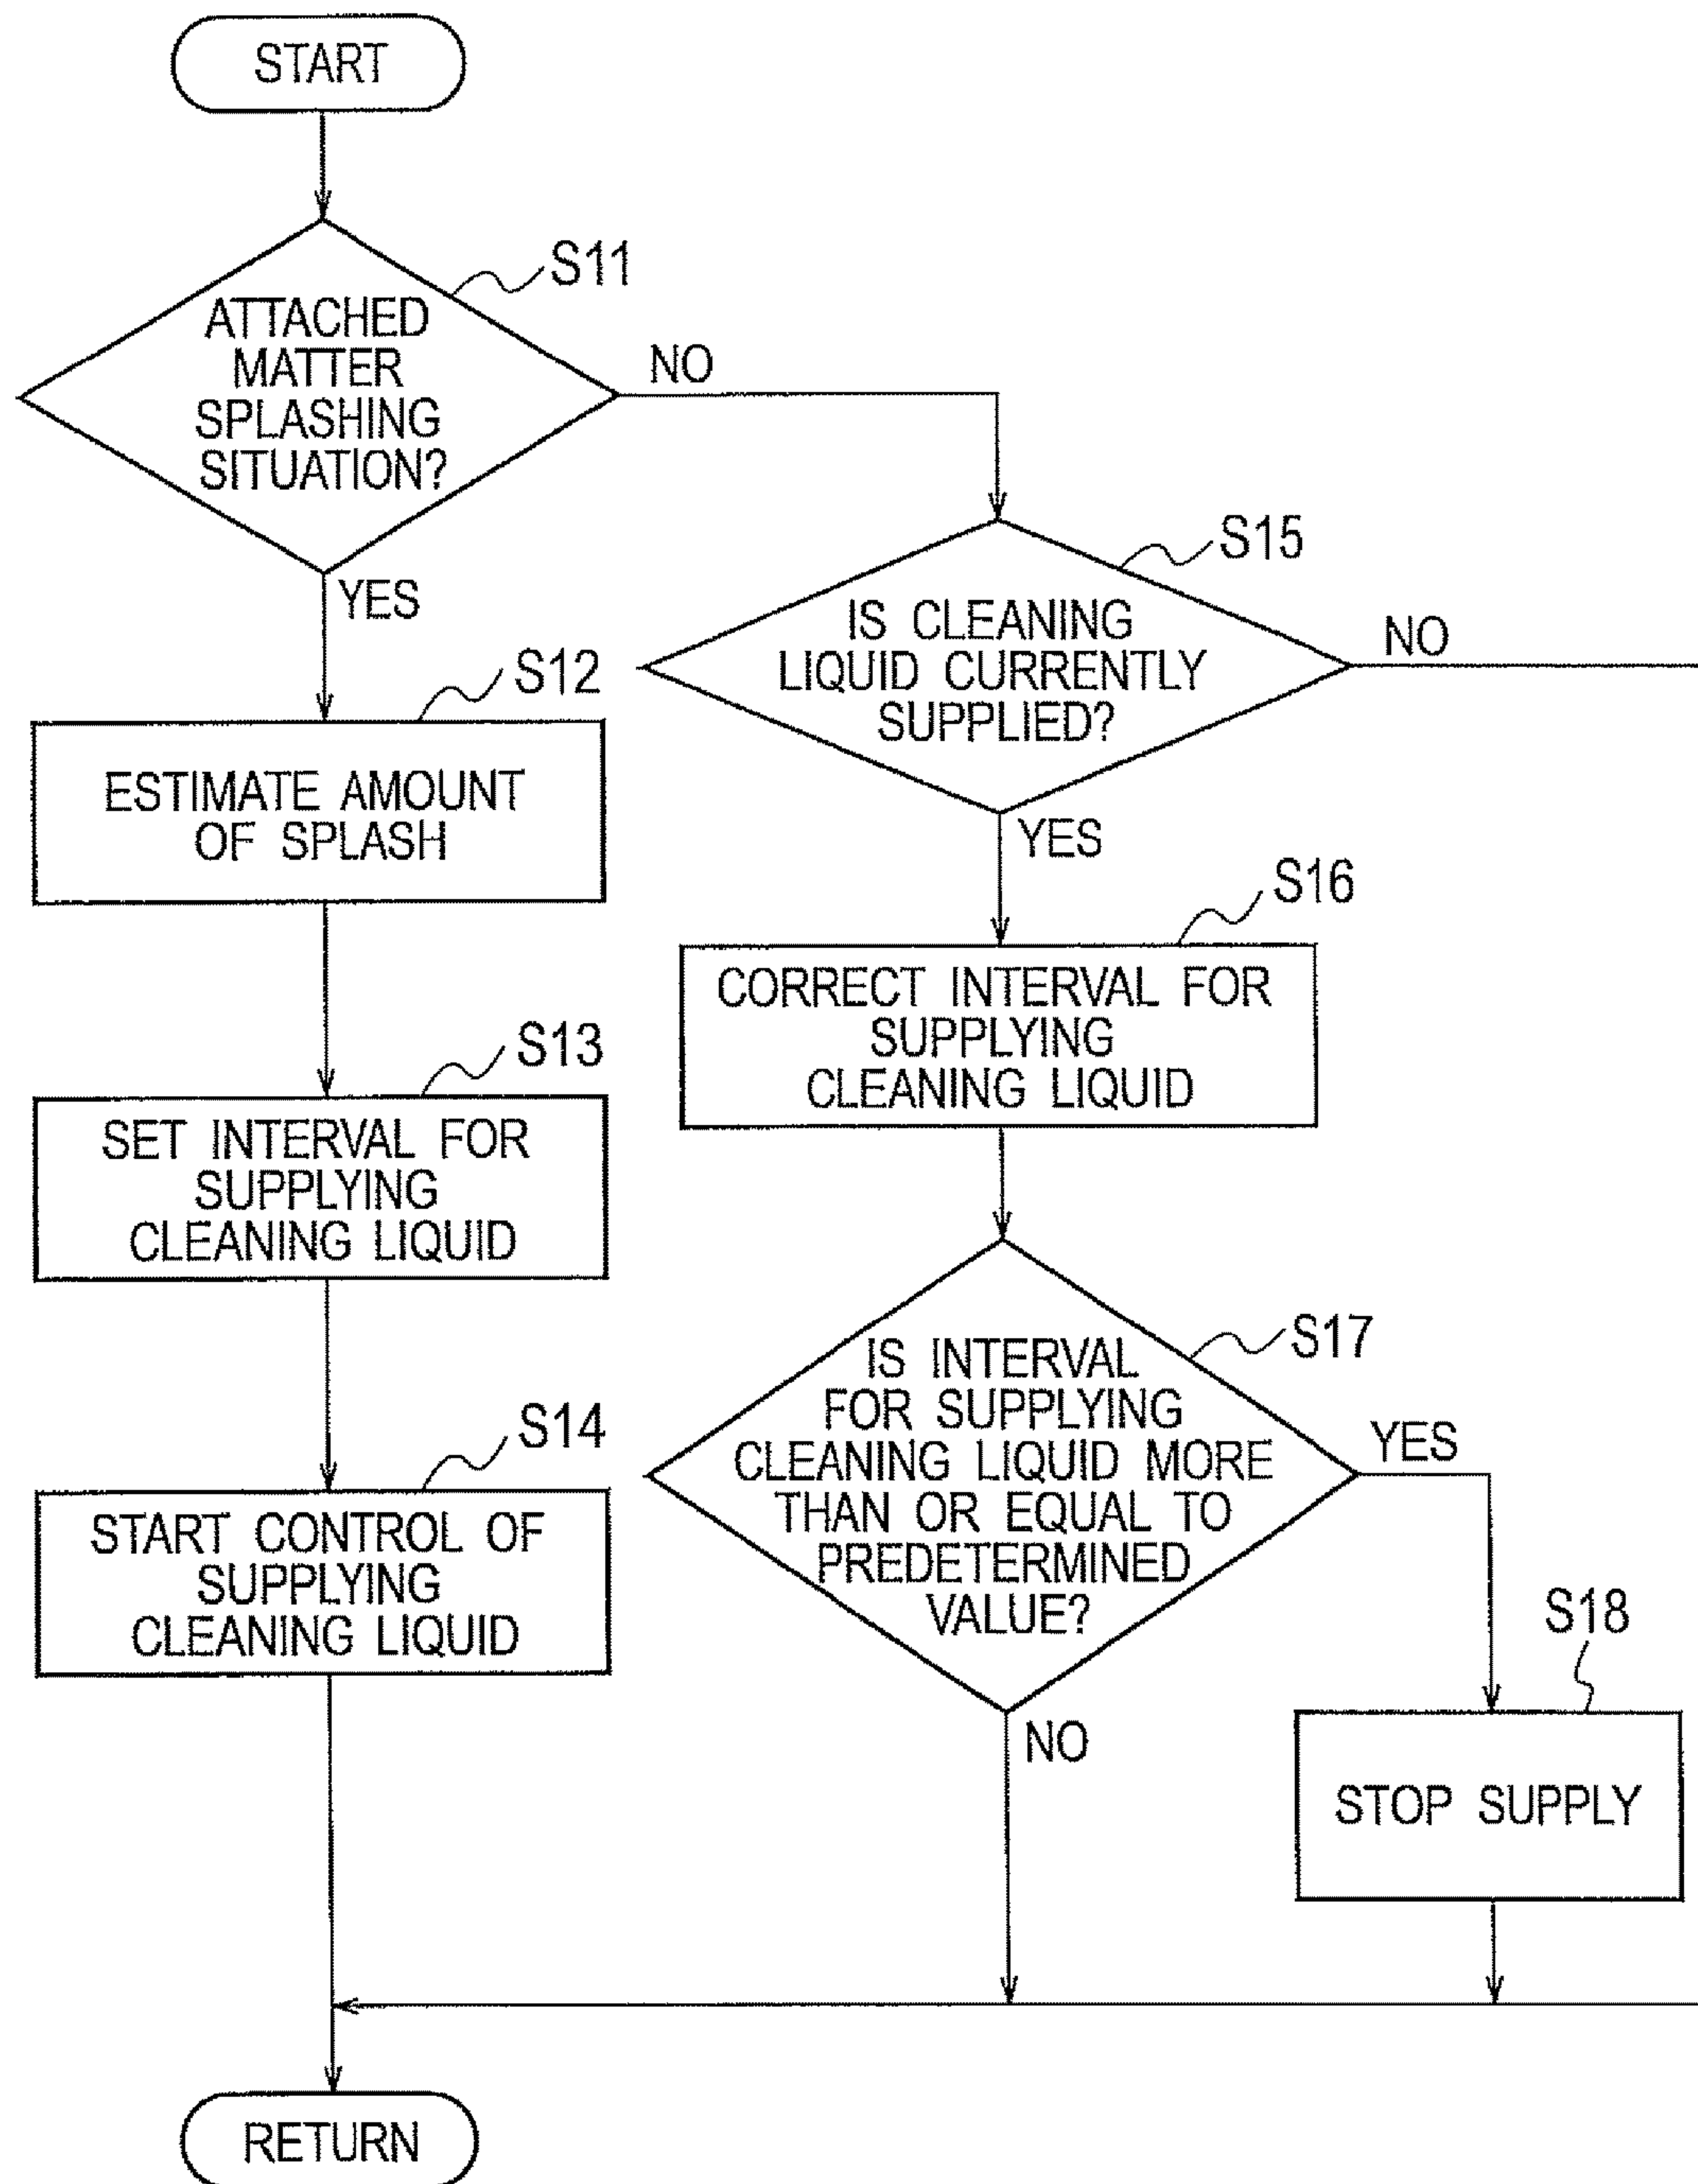 START
S11
ATTACHED
MATTER
SPLASHING
SITUATION?
NO
YES
S12
ESTIMATE AMOUNT
OF SPLASH
S13
SET INTERVAL FOR
SUPPLYING
CLEANING LIQUID
S14
START CONTROL OF
SUPPLYING
CLEANING LIQUID
S15
IS CLEANING
LIQUID CURRENTLY
SUPPLIED?
NO
YES
S16
CORRECT INTERVAL FOR
SUPPLYING
CLEANING LIQUID
S17
IS INTERVAL
FOR SUPPLYING
CLEANING LIQUID MORE
THAN OR EQUAL TO
PREDETERMINED
VALUE?
YES
NO
S18
STOP SUPPLY
RETURN